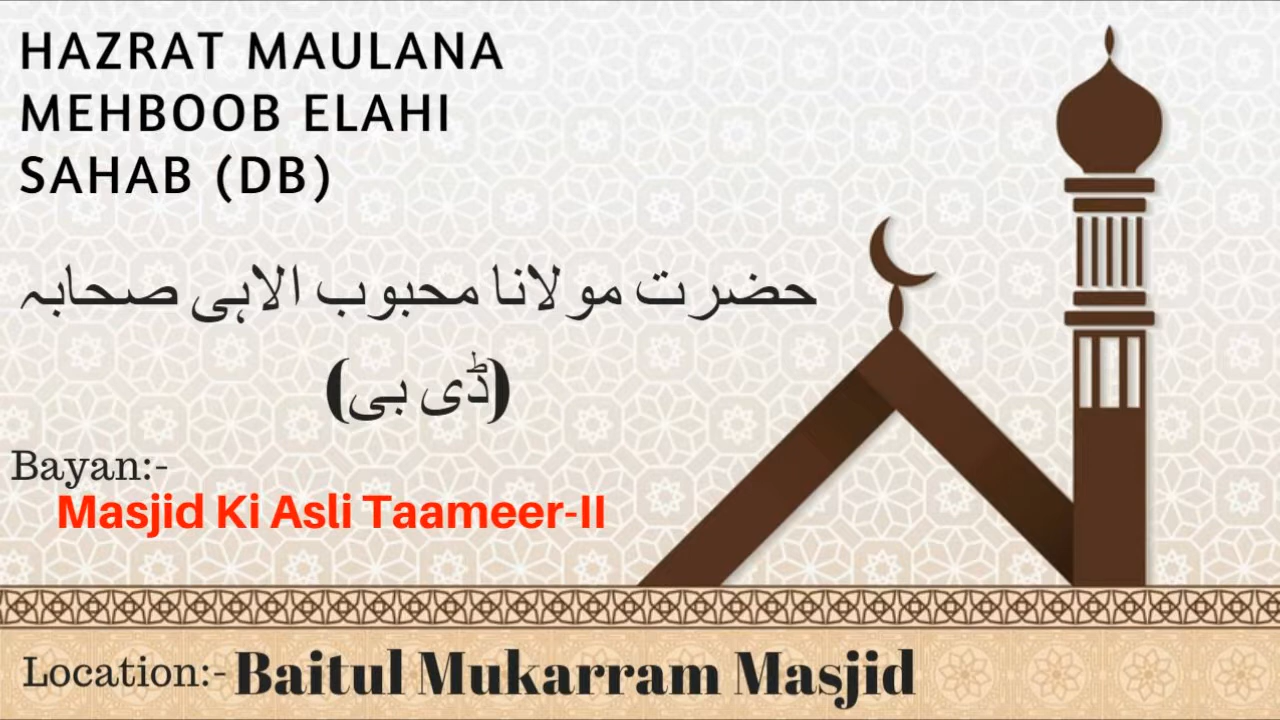 HAZRAT MAULANA
MEHBOOB ELAHI
SAHAB (DB)
حضرت مولانا محبوب الاہی صحابہ
(ڈی بی)
Bayan:-
Masjid Ki Asli Taameer-II
Location:- Baitul Mukarram Masjid